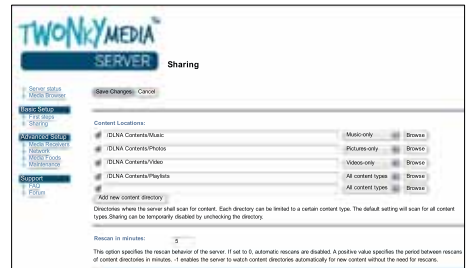 TWONKYMEDIA™
SERVER
Sharing
Server status
Media Browser
Save Changes Cancel
Basic Setup
First steps
Sharing
Advanced Setup
Media Receivers
Network
Media Feeds
Maintenance
Support
FAQ
Forum
Content Locations:
/DLNA Contents/Music Music-only Browse
/DLNA Contents/Photos Pictures-only Browse
/DLNA Contents/Video Videos-only Browse
/DLNA Contents/Playlists All content types Browse
All content types Browse
Add new content directory
Directories where the server shall scan for content. Each directory can be limited to a certain content type. The default setting will scan for all content
types.Sharing can be temporarily disabled by unchecking the directory.
Rescan in minutes: 5
This option specifies the rescan behavior of the server. If set to 0, automatic rescans are disabled. A positive value specifies the period between rescans
of content directories in minutes. -1 enables the server to watch content directories automatically for new content without the need for rescans.